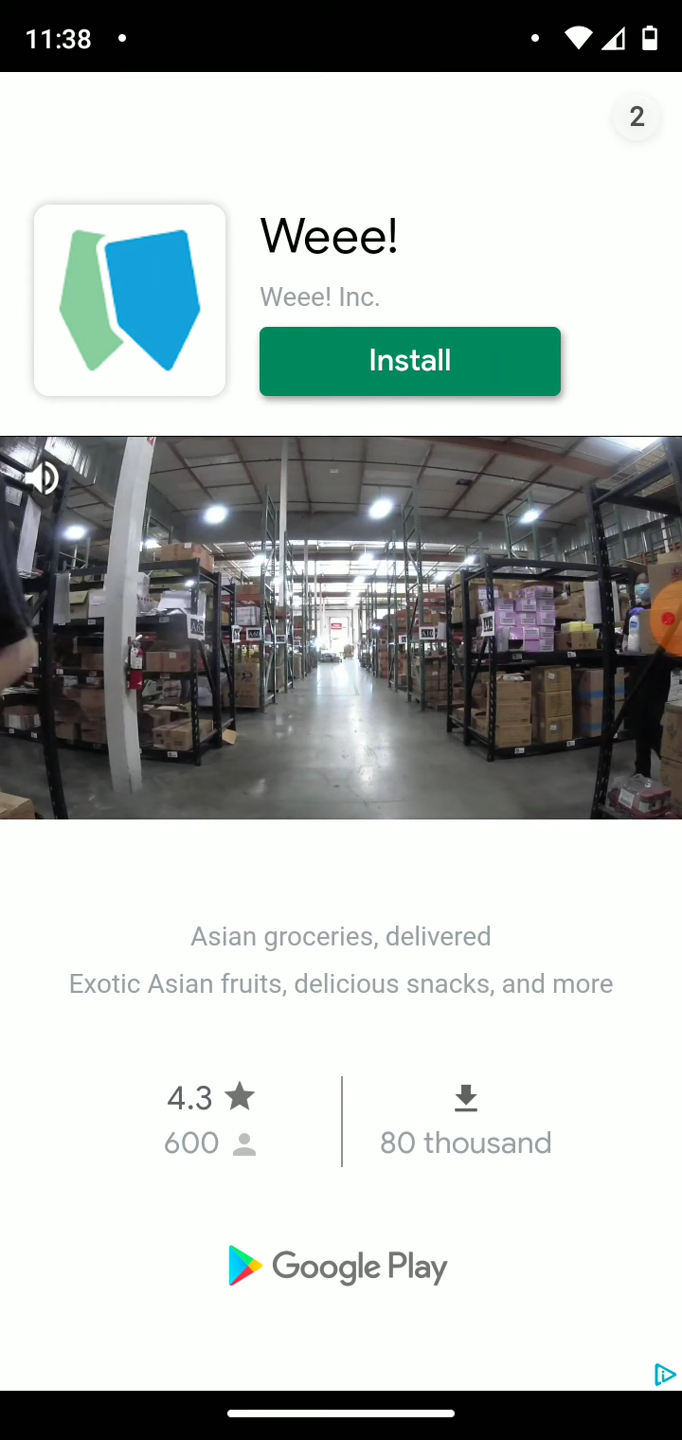 11:38
2
Weee!
Weee! Inc.
Install
Asian groceries, delivered
Exotic Asian fruits, delicious snacks, and more
4.3
600
80 thousand
Google Play